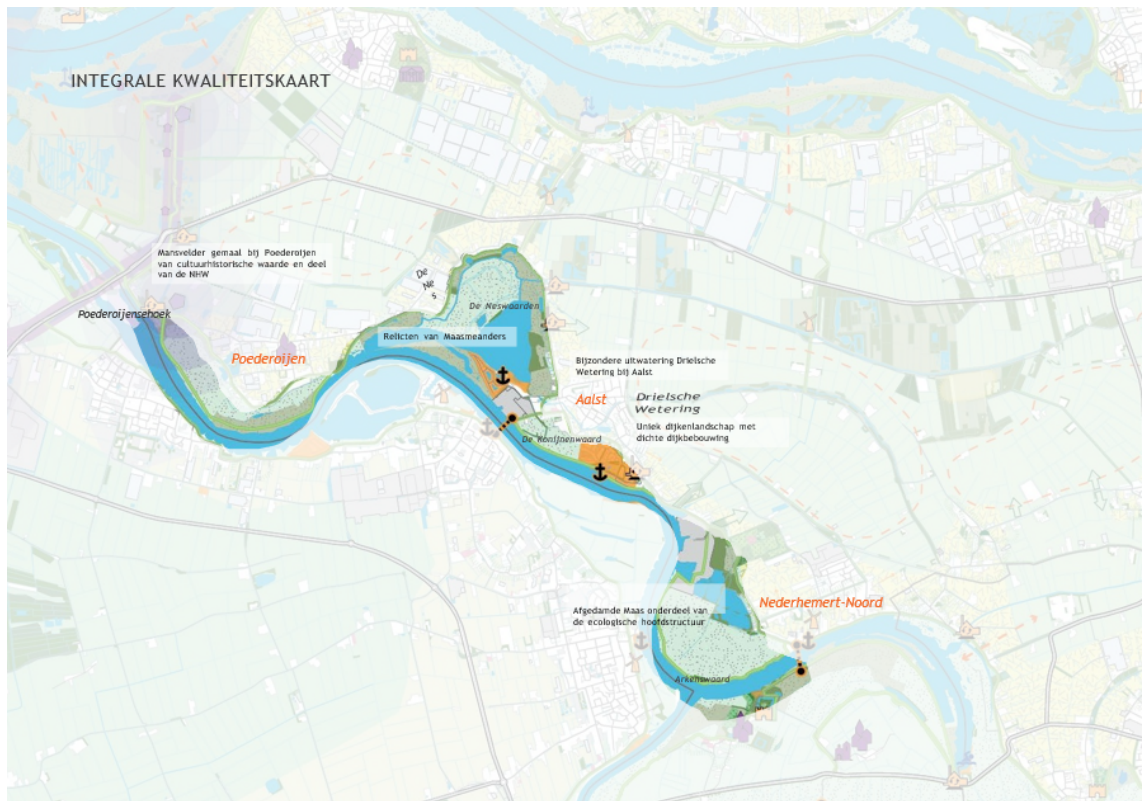 INTEGRALE KWALITEITSKAART
Mansvelder gemaal bij Poederoijen
van cultuurhistorische waarde en deel
van de NHW
De
Ne
s
De Neswaarden
Poederoijensehoek
Relicten van Maasmeanders
Poederoijen
Bijzondere uitwatering Drielsche
Wetering bij Aalst
Aalst
Drielsche
Wetering
Uniek dijkenlandschap met
dichte dijkbebouwing
De Konijnenwaard
Nederhemert-Noord
Afgedamde Maas onderdeel van
de ecologische hoofdstructuur
Arkenswaard